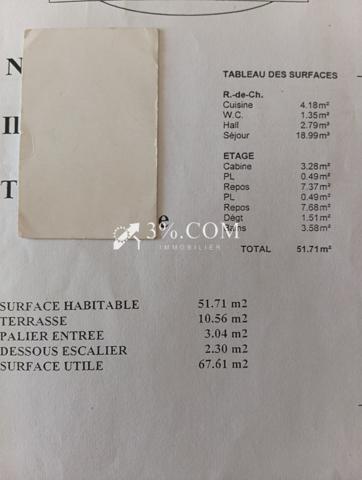 N
TABLEAU DES SURFACES
R.-de-Ch.
Cuisine 4.18m²
W.C. 1.35m²
Hall 2.79m²
Séjour 18.99m²
ETAGE
Cabine 3.28m²
PL 0.49m²
Repos 7.37m²
PL 0.49m²
Repos 7.68m²
Dégt 1.51m²
Bains 3.58m²
TOTAL 51.71m²
T
e
3%.COM
IMMOBILIER
SURFACE HABITABLE 51.71 m2
TERRASSE 10.56 m2
PALIER ENTREE 3.04 m2
DESSOUS ESCALIER 2.30 m2
SURFACE UTILE 67.61 m2